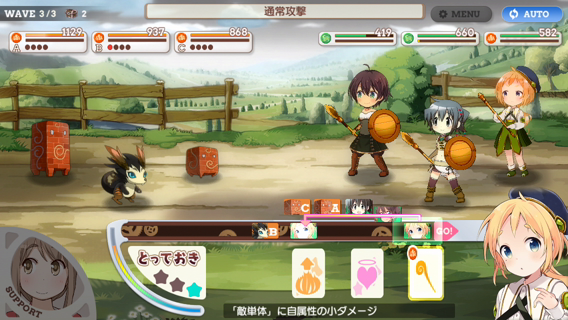 WAVE 3/3 2
通常攻撃
MENU
AUTO
1129 937 868
A B C
419 660 582
C A
B GO!
とっておき
SUPPORT
「敵単体」に自属性の小ダメージ